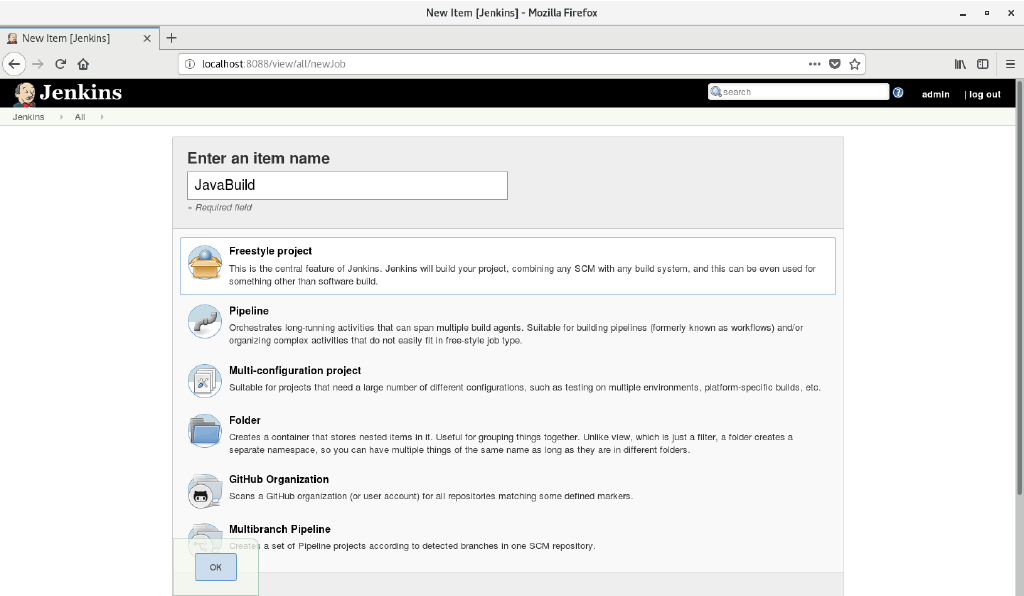 New Item [Jenkins] - Mozilla Firefox
New Item [Jenkins]
localhost:8088/view/all/newJob
Jenkins
search
admin
| log out
Jenkins
All
Enter an item name
JavaBuild
» Required field
Freestyle project
This is the central feature of Jenkins. Jenkins will build your project, combining any SCM with any build system, and this can be even used for
something other than software build.
Pipeline
Orchestrates long-running activities that can span multiple build agents. Suitable for building pipelines (formerly known as workflows) and/or
organizing complex activities that do not easily fit in free-style job type.
Multi-configuration project
Suitable for projects that need a large number of different configurations, such as testing on multiple environments, platform-specific builds, etc.
Folder
Creates a container that stores nested items in it. Useful for grouping things together. Unlike view, which is just a filter, a folder creates a
separate namespace, so you can have multiple things of the same name as long as they are in different folders.
GitHub Organization
Scans a GitHub organization (or user account) for all repositories matching some defined markers.
Multibranch Pipeline
Creates a set of Pipeline projects according to detected branches in one SCM repository.
OK